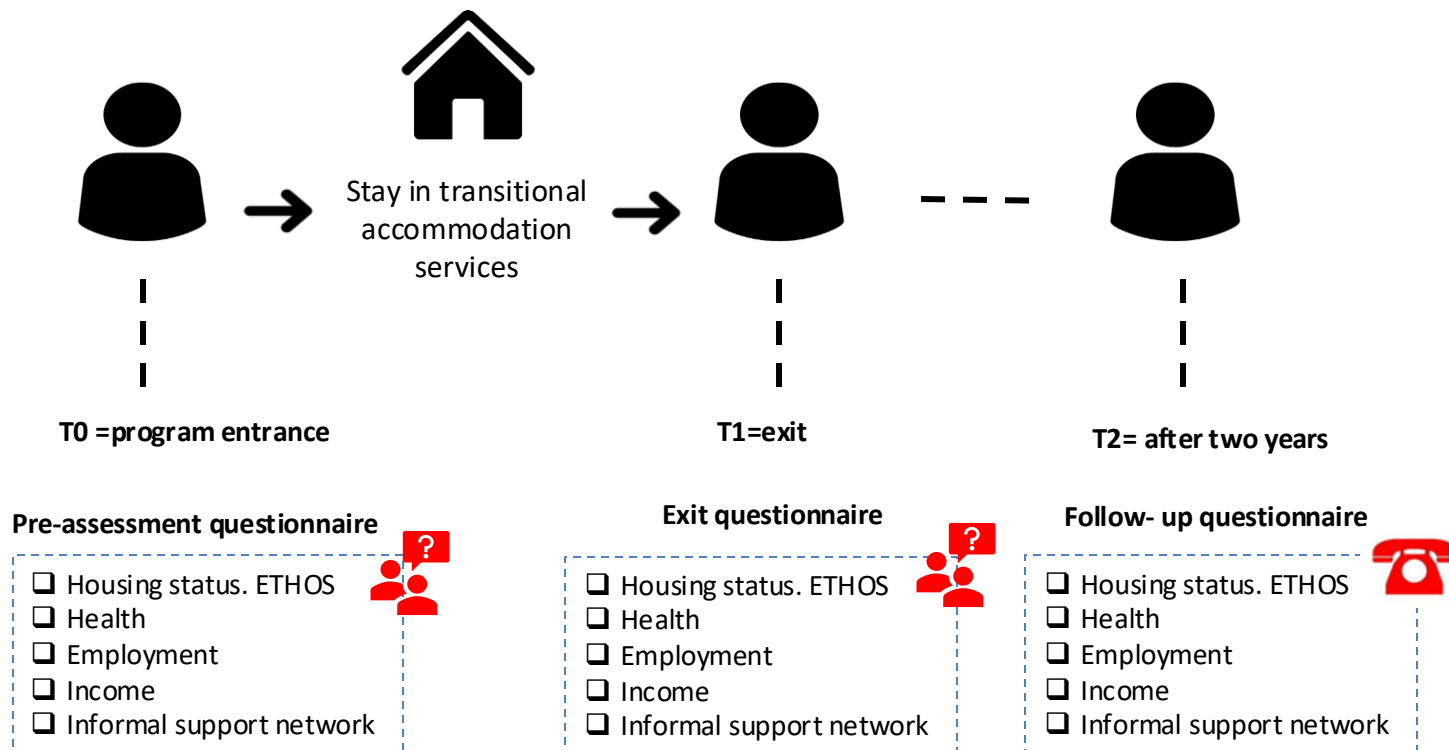 Stay in transitional
accommodation
services
T0 =program entrance
T1=exit
T2= after two years
Pre-assessment questionnaire
?
❑ Housing status. ETHOS
❑ Health
❑ Employment
❑ Income
❑ Informal support network
Exit questionnaire
?
❑ Housing status. ETHOS
❑ Health
❑ Employment
❑ Income
❑ Informal support network
Follow- up questionnaire
❑ Housing status. ETHOS
❑ Health
❑ Employment
❑ Income
❑ Informal support network